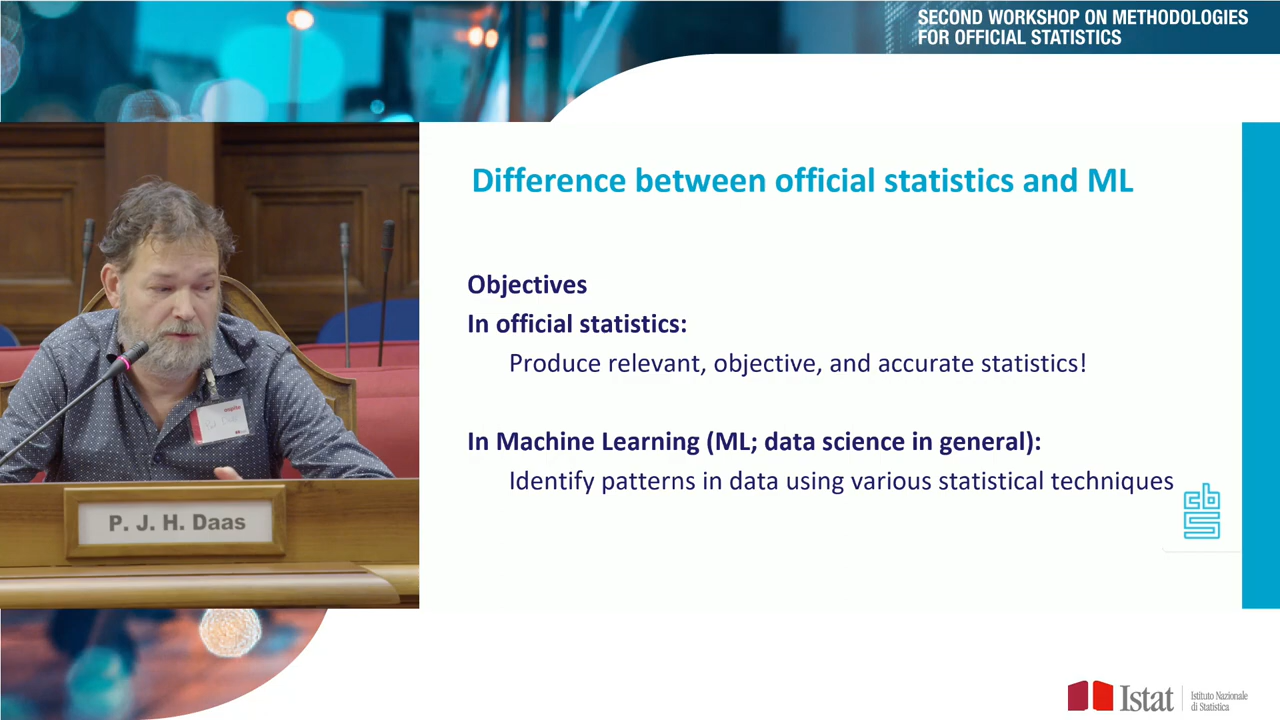 SECOND WORKSHOP ON METHODOLOGIES
FOR OFFICIAL STATISTICS
Difference between official statistics and ML
Objectives
In official statistics:
Produce relevant, objective, and accurate statistics!
In Machine Learning (ML; data science in general):
Identify patterns in data using various statistical techniques
cbs
P. J. H. Daas
ospite
Istat
Istituto Nazionale
di Statistica